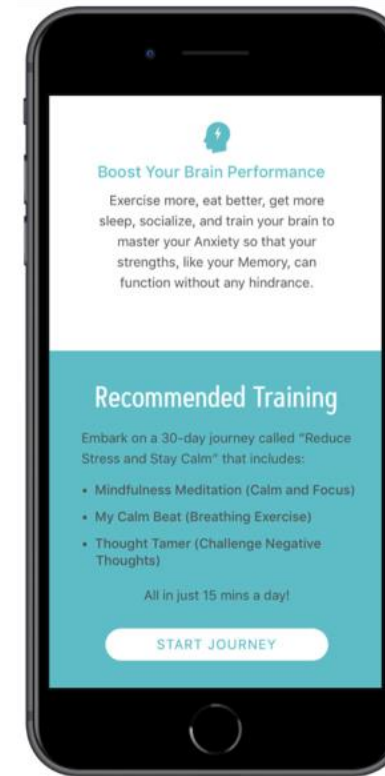 Boost Your Brain Performance
Exercise more, eat better, get more
sleep, socialize, and train your brain to
master your Anxiety so that your
strengths, like your Memory, can
function without any hindrance.
Recommended Training
Embark on a 30-day journey called "Reduce
Stress and Stay Calm" that includes:
• Mindfulness Meditation (Calm and Focus)
• My Calm Beat (Breathing Exercise)
• Thought Tamer (Challenge Negative
Thoughts)
All in just 15 mins a day!
START JOURNEY